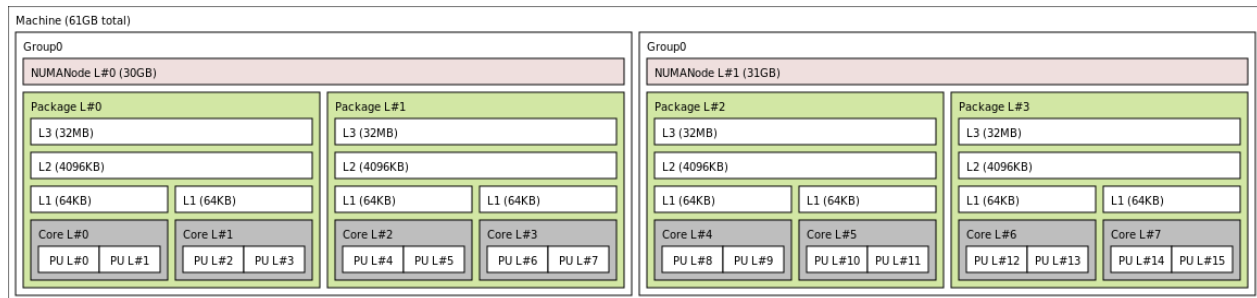 Machine (61GB total)
Group0
NUMANode L#0 (30GB)
Package L#0
L3 (32MB)
L2 (4096KB)
L1 (64KB) L1 (64KB)
Core L#0 Core L#1
PU L#0 PU L#1 PU L#2 PU L#3
Package L#1
L3 (32MB)
L2 (4096KB)
L1 (64KB) L1 (64KB)
Core L#2 Core L#3
PU L#4 PU L#5 PU L#6 PU L#7
Group0
NUMANode L#1 (31GB)
Package L#2
L3 (32MB)
L2 (4096KB)
L1 (64KB) L1 (64KB)
Core L#4 Core L#5
PU L#8 PU L#9 PU L#10 PU L#11
Package L#3
L3 (32MB)
L2 (4096KB)
L1 (64KB) L1 (64KB)
Core L#6 Core L#7
PU L#12 PU L#13 PU L#14 PU L#15